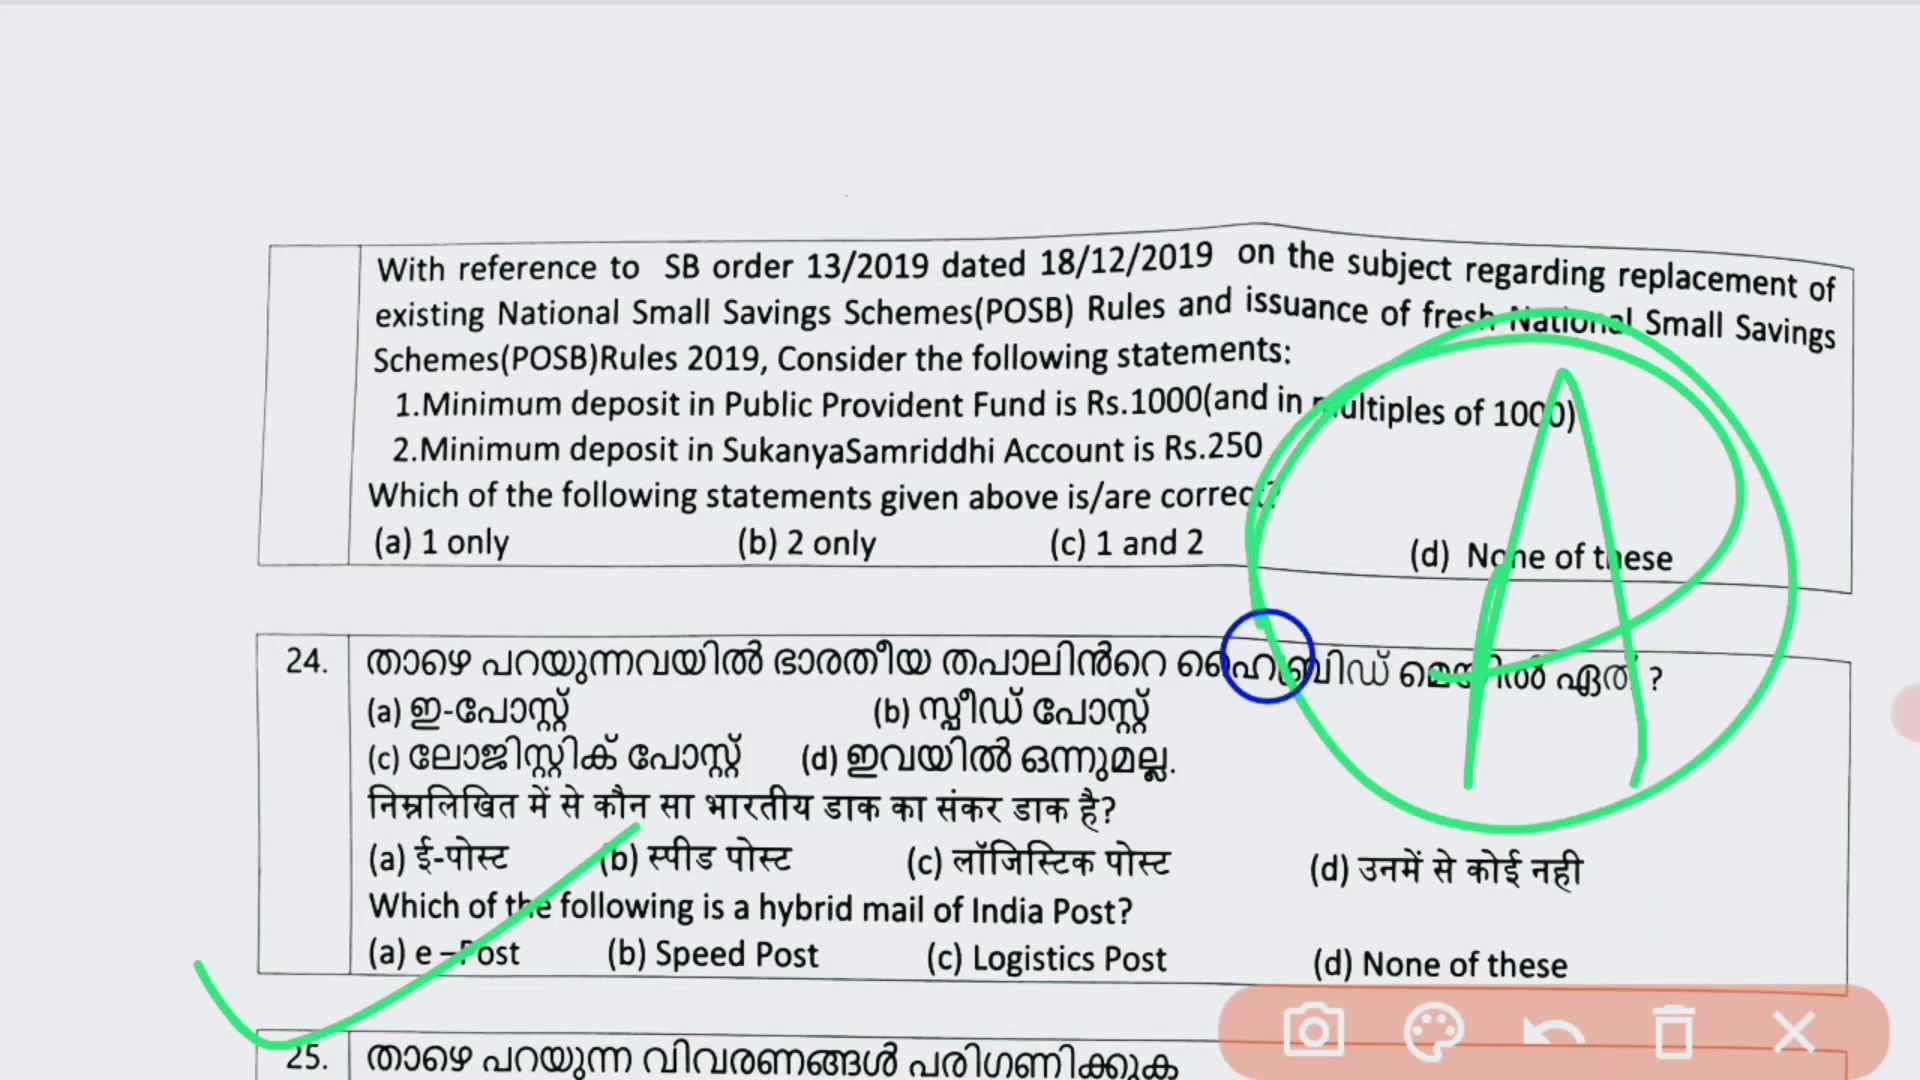 With reference to SB order 13/2019 dated 18/12/2019 on the subject regarding replacement of
existing National Small Savings Schemes(POSB) Rules and issuance of fresh National Small Savings
Schemes(POSB)Rules 2019, Consider the following statements:
1.Minimum deposit in Public Provident Fund is Rs.1000(and in multiples of 1000)
2.Minimum deposit in SukanyaSamriddhi Account is Rs.250
Which of the following statements given above is/are correct?
(a) 1 only (b) 2 only (c) 1 and 2 (d) None of these
A
24. താഴെ പറയുന്നവയിൽ ഭാരതീയ തപാലിൻറെ ഹൈബ്രിഡ് മെയിൽ ഏത് ?
(a) ഇ-പോസ്റ്റ് (b) സ്പീഡ് പോസ്റ്റ്
(c) ലോജിസ്റ്റിക് പോസ്റ്റ് (d) ഇവയിൽ ഒന്നുമല്ല.
निम्नलिखित में से कौन सा भारतीय डाक का संकर डाक है?
(a) ई-पोस्ट (b) स्पीड पोस्ट (c) लॉजिस्टिक पोस्ट (d) उनमें से कोई नही
Which of the following is a hybrid mail of India Post?
(a) e –Post (b) Speed Post (c) Logistics Post (d) None of these
25. താഴെ പറയുന്ന വിവരണങ്ങൾ പരിഗണിക്കുക